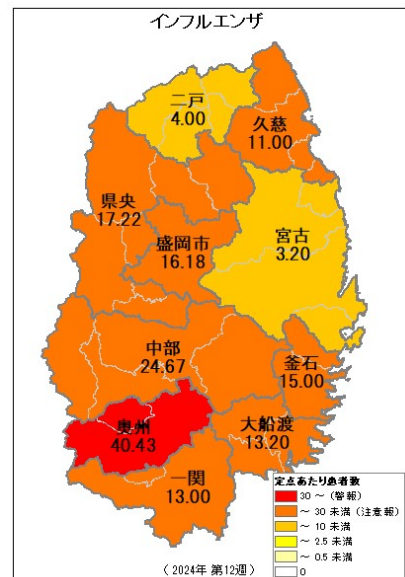 インフルエンザ
二戸
4.00
久慈
11.00
県央
17.22
盛岡市
16.18
宮古
3.20
中部
24.67
釜石
15.00
奥州
40.43
大船渡
13.20
一関
13.00
定点あたり患者数
30 ～ (警報)
～ 30 未満 (注意報)
～ 10 未満
～ 2.5 未満
～ 0.5 未満
0
( 2024年 第12週 )